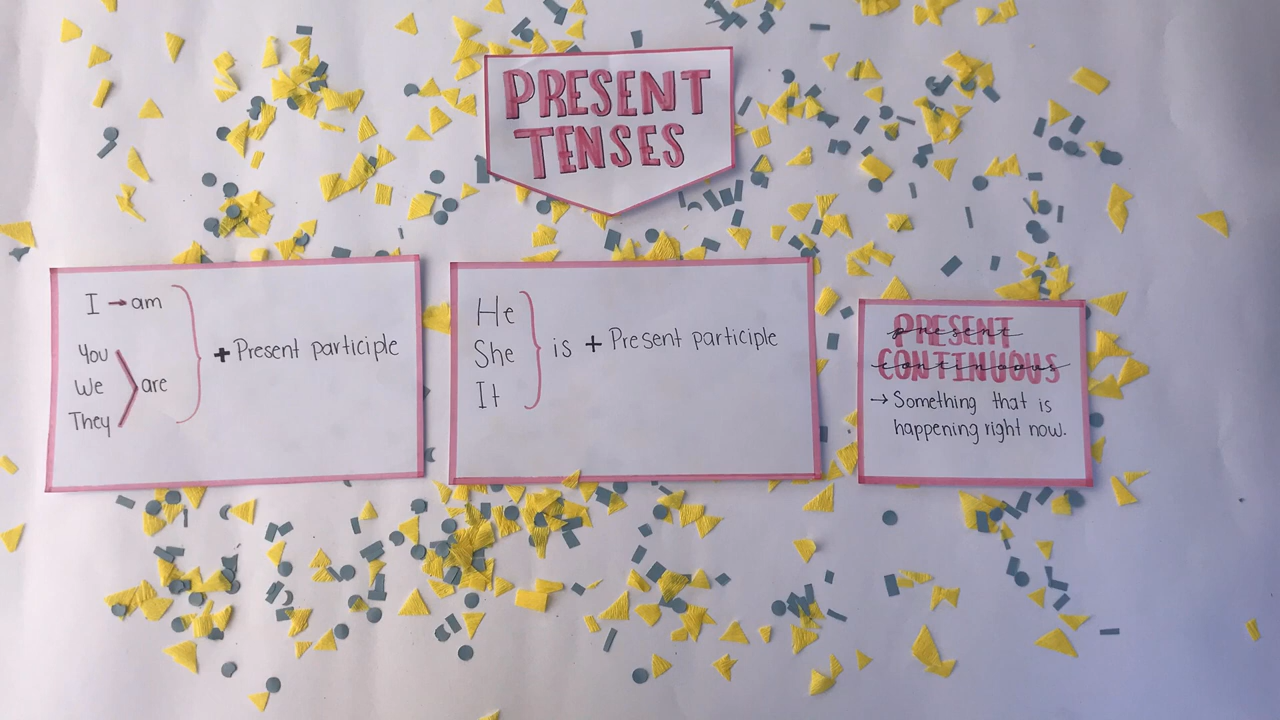 PRESENT
TENSES
I → am
You
We
They
are
+ Present participle
He
She
It
is + Present participle
PRESENT
present
CONTINUOUS
continuous
→ Something that is
happening right now.